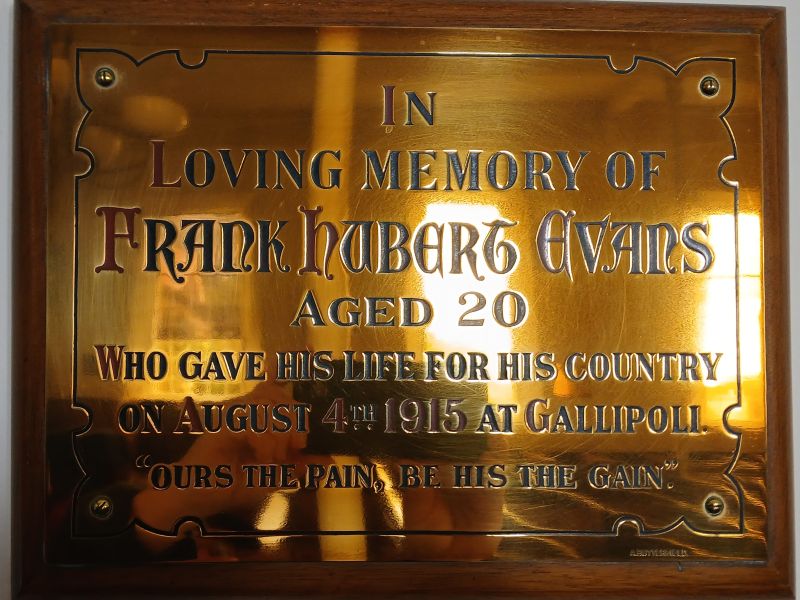 In
Loving memory of
Frank Hubert Evans
aged 20
Who gave his life for his country
on August 4th 1915 at Gallipoli.
"Ours the pain, be his the gain."